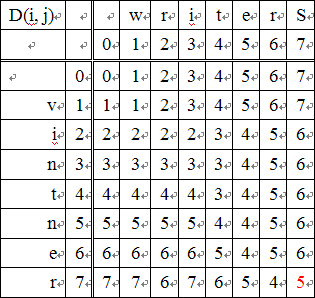 D(i, j) w r i t e r S
0 1 2 3 4 5 6 7
0 0 1 2 3 4 5 6 7
v 1 1 1 2 3 4 5 6 7
i 2 2 2 2 2 3 4 5 6
n 3 3 3 3 3 3 4 5 6
t 4 4 4 4 4 3 4 5 6
n 5 5 5 5 5 4 4 5 6
e 6 6 6 6 6 5 4 5 6
r 7 7 7 6 7 6 5 4 5